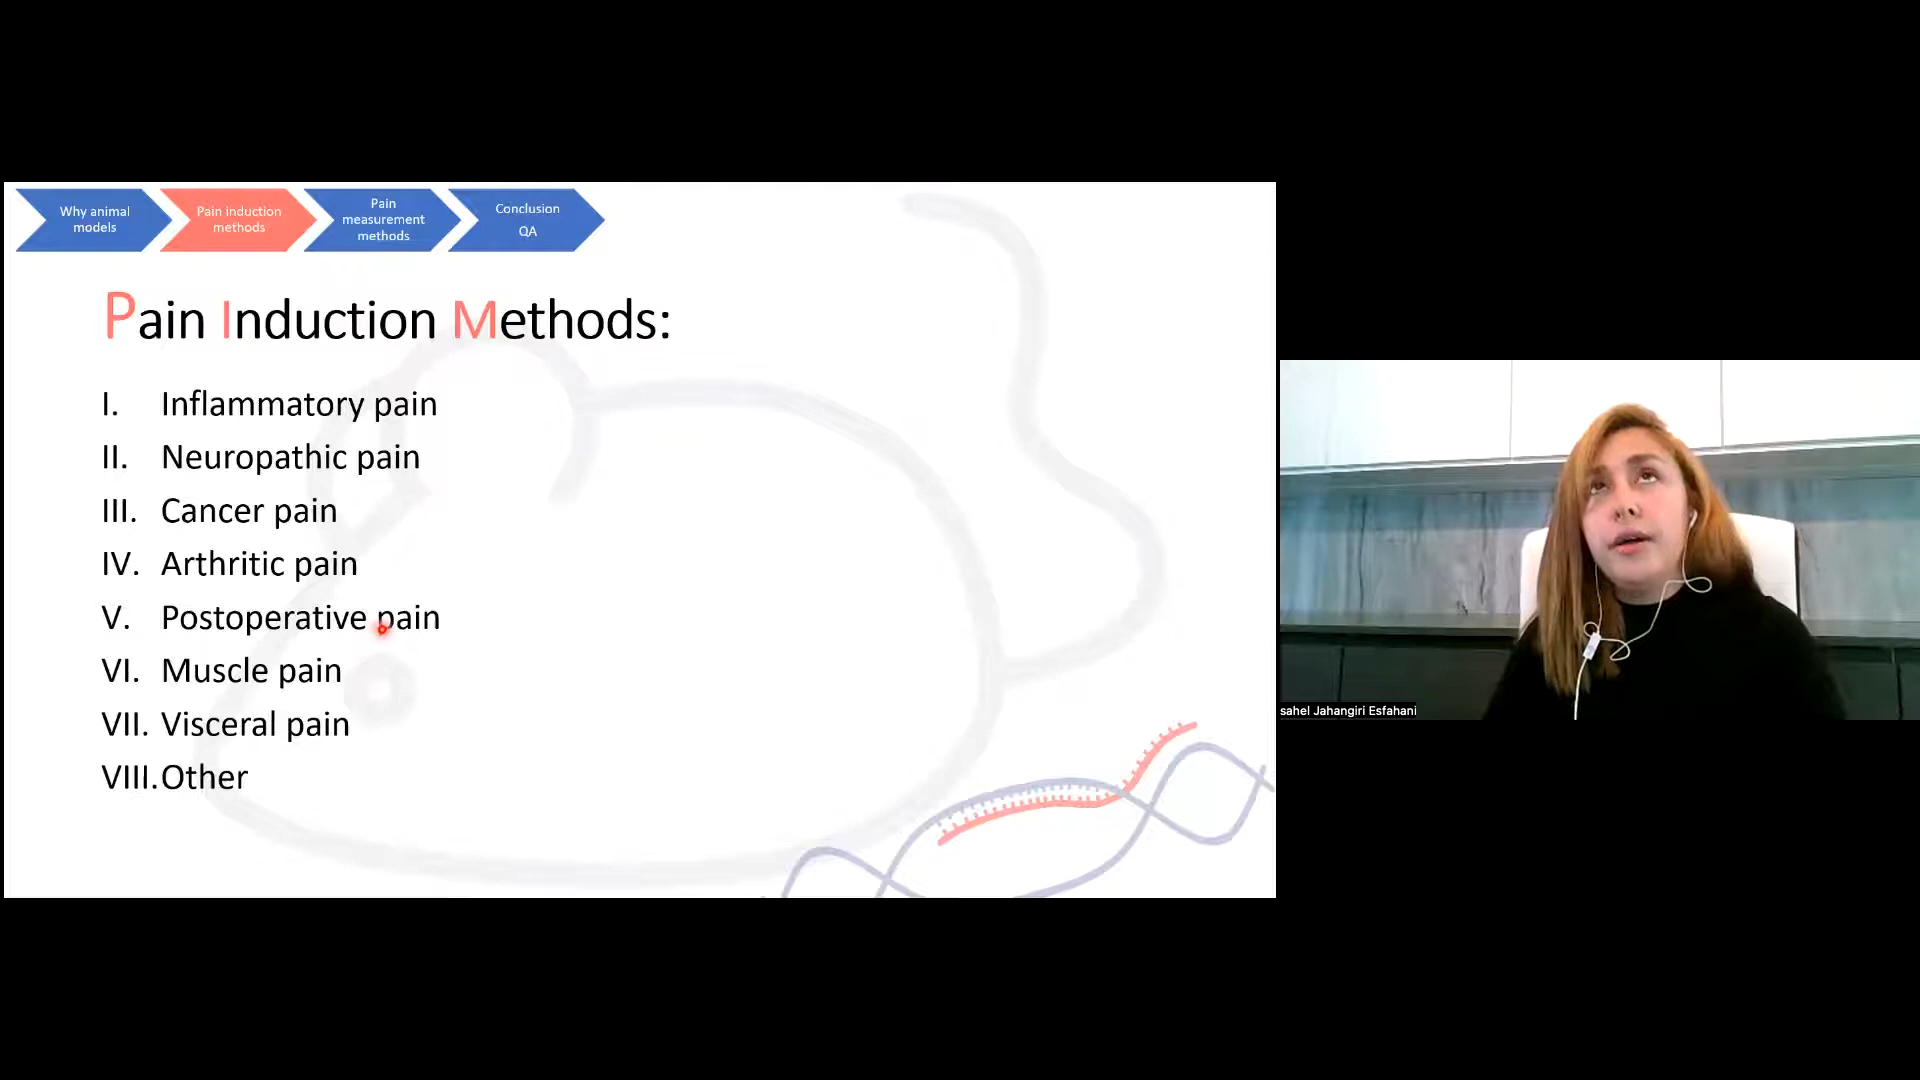 Why animal
models
Pain induction
methods
Pain
measurement
methods
Conclusion
QA
Pain Induction Methods:
I. Inflammatory pain
II. Neuropathic pain
III. Cancer pain
IV. Arthritic pain
V. Postoperative pain
VI. Muscle pain
VII. Visceral pain
VIII. Other
sahel Jahangiri Esfahani